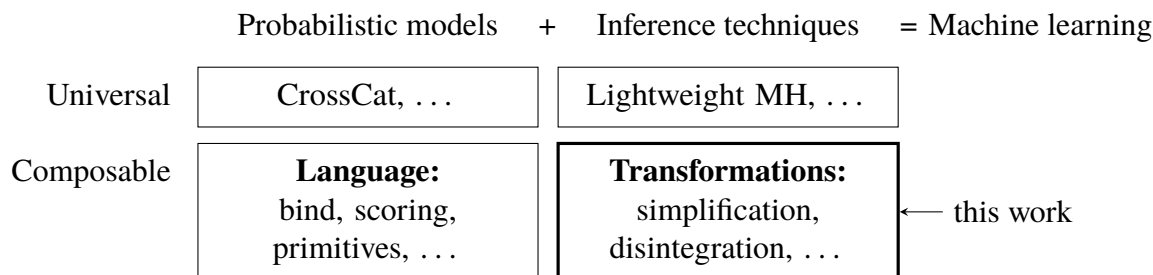 Probabilistic models + Inference techniques = Machine learning
Universal CrossCat, ... Lightweight MH, ...
Composable Language: Transformations:
bind, scoring, simplification, this work
primitives, ... disintegration, ...